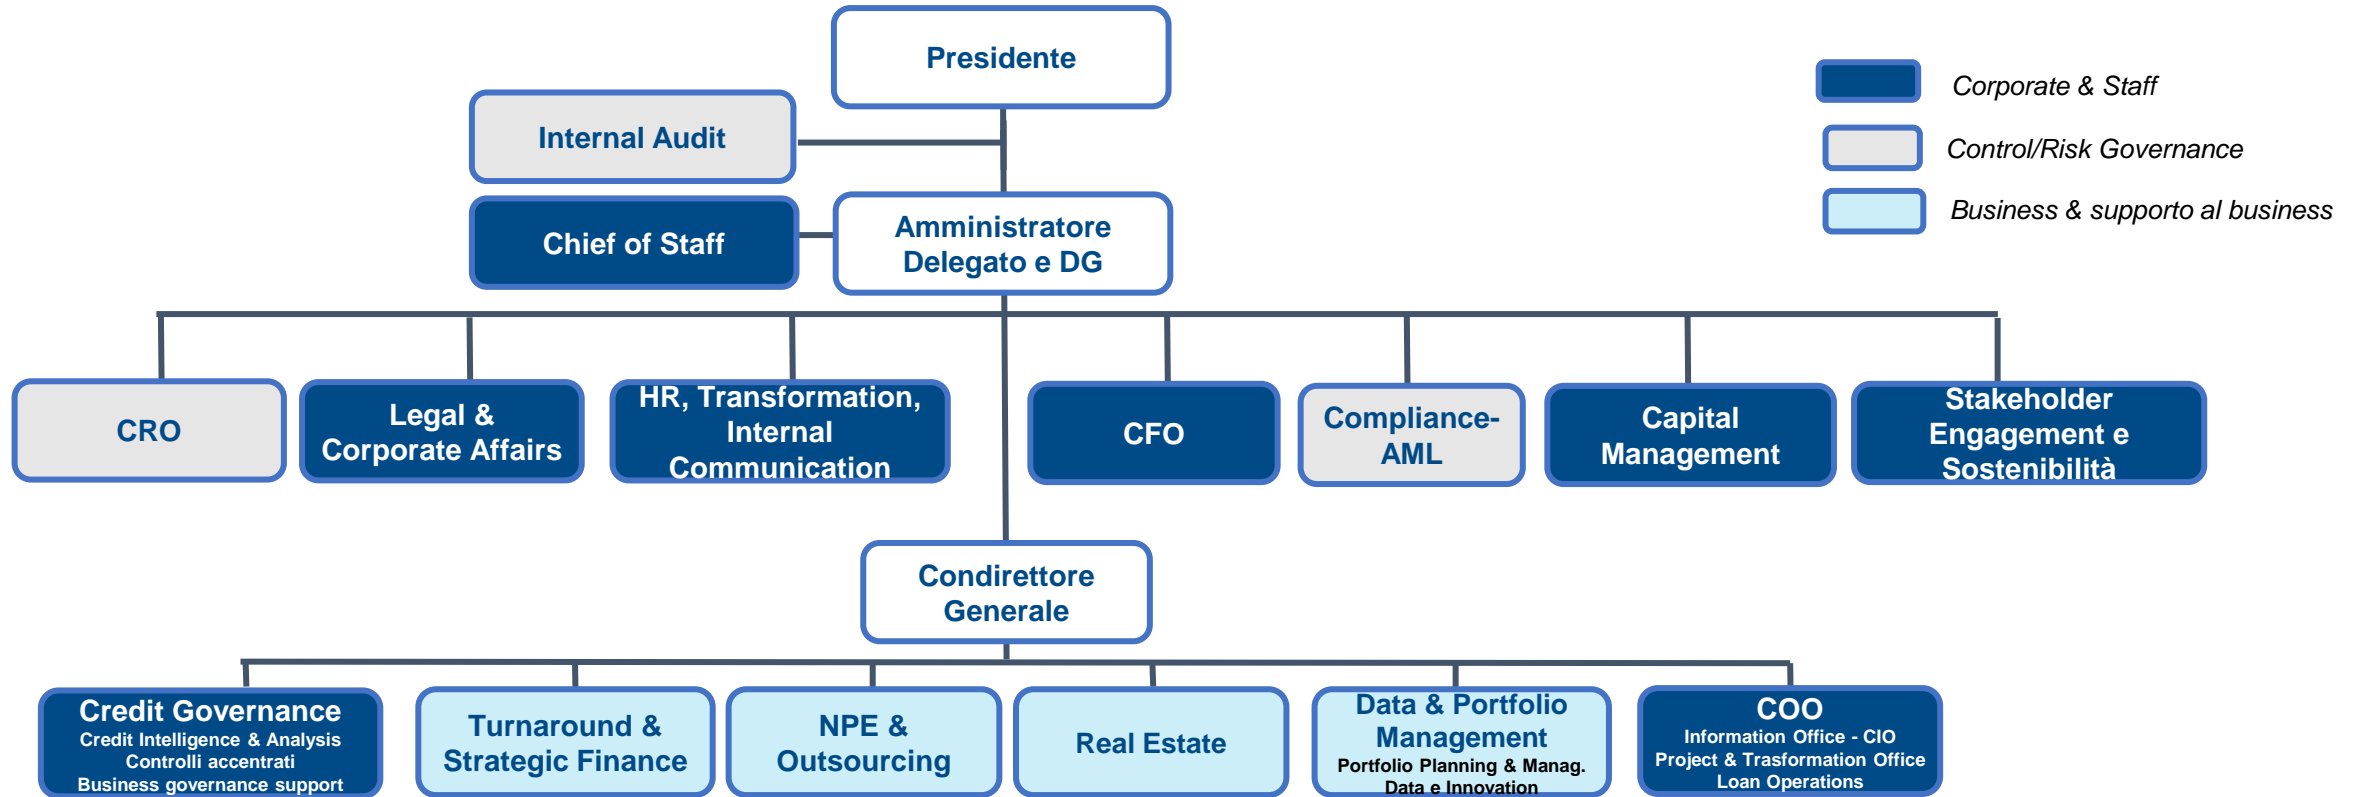 Presidente
Internal Audit
Chief of Staff
Amministratore
Delegato e DG
Corporate & Staff
Control/Risk Governance
Business & supporto al business
CRO
Legal &
Corporate Affairs
HR, Transformation,
Internal
Communication
CFO
Compliance-
AML
Capital
Management
Stakeholder
Engagement e
Sostenibilità
Condirettore
Generale
Credit Governance
Credit Intelligence & Analysis
Controlli accentrati
Business governance support
Turnaround &
Strategic Finance
NPE &
Outsourcing
Real Estate
Data & Portfolio
Management
Portfolio Planning & Manag.
Data e Innovation
COO
Information Office - CIO
Project & Trasformation Office
Loan Operations